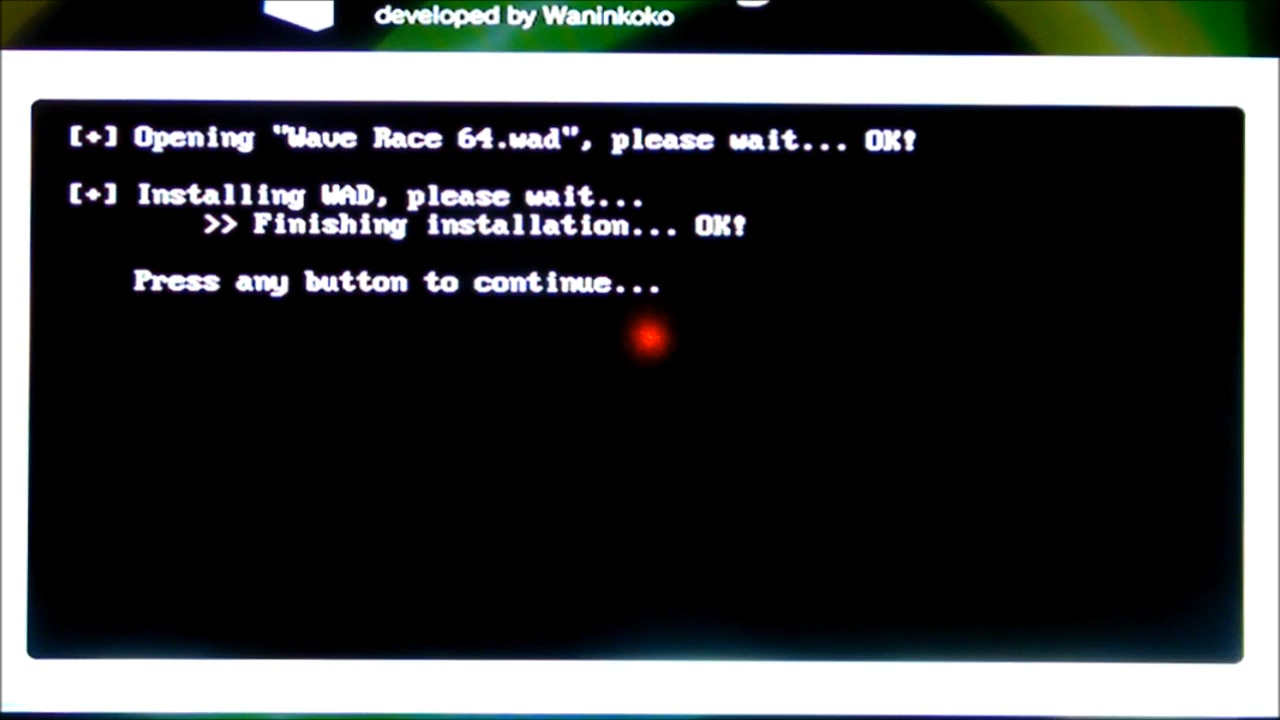 developed by Waninkoko
[+] Opening "Wave Race 64.wad", please wait... OK!
[+] Installing WAD, please wait...
>> Finishing installation... OK!
Press any button to continue...